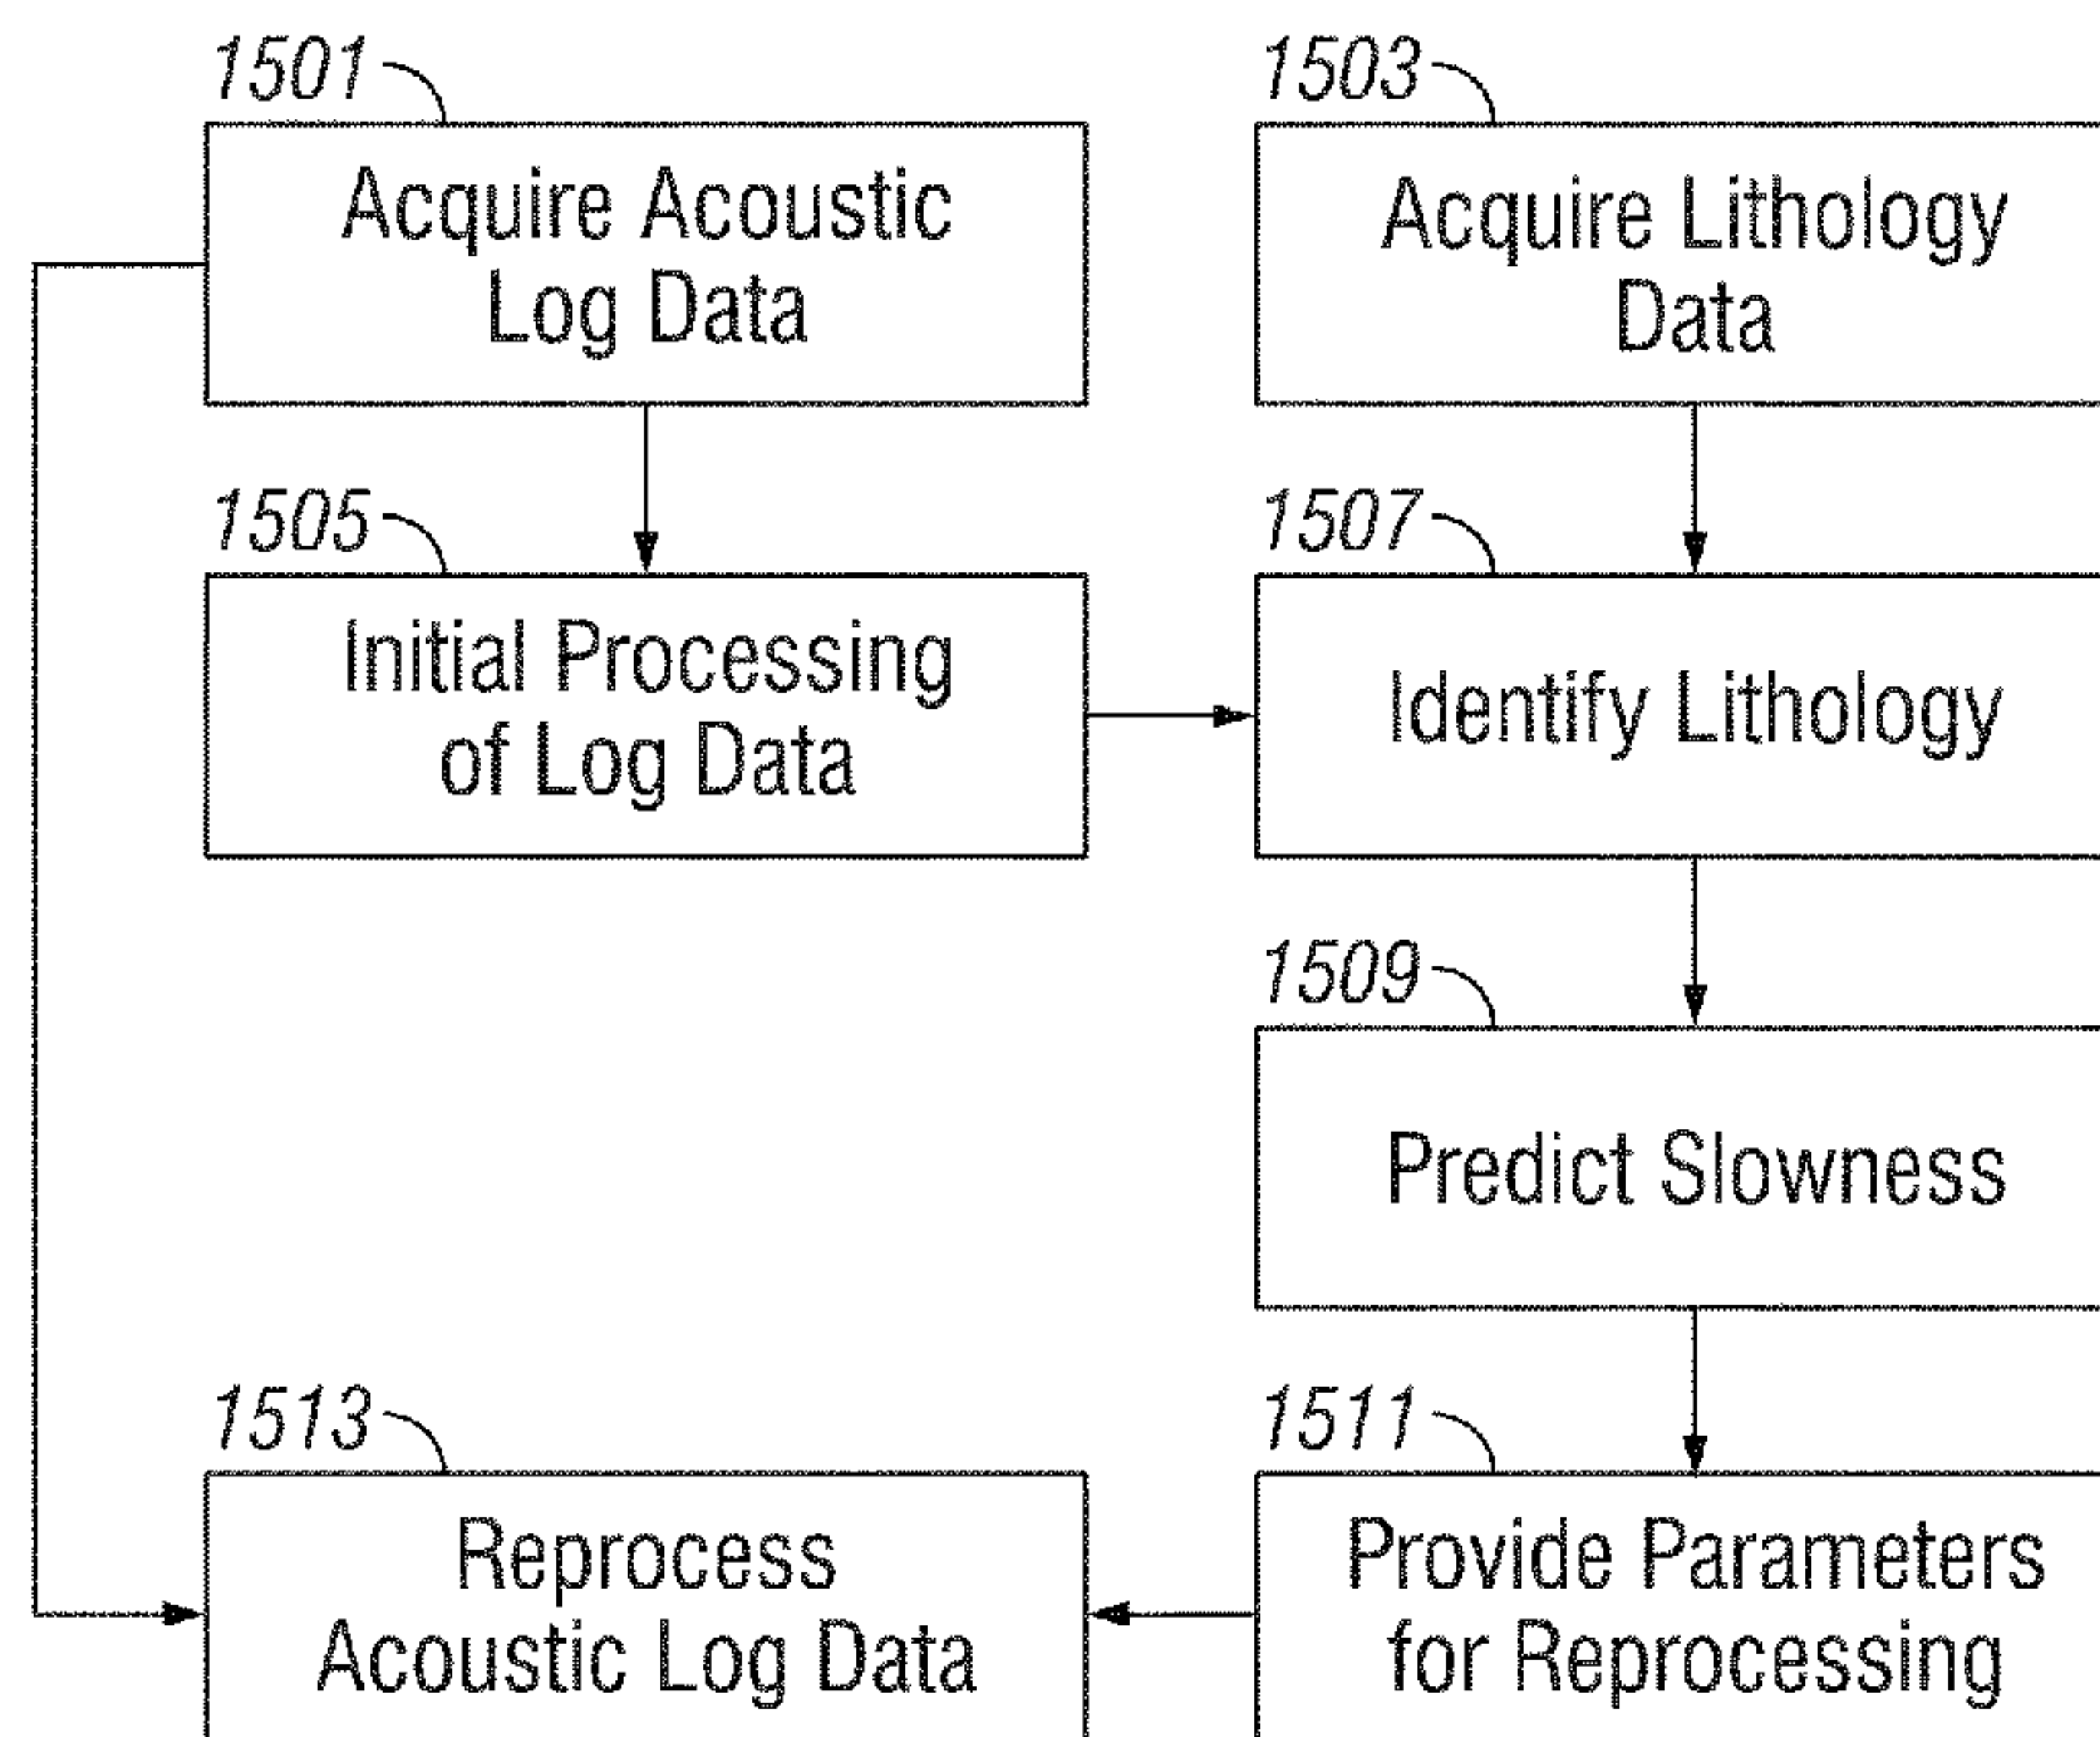 1501
Acquire Acoustic
Log Data
1503
Acquire Lithology
Data
1505
Initial Processing
of Log Data
1507
Identify Lithology
1509
Predict Slowness
1513
Reprocess
Acoustic Log Data
1511
Provide Parameters
for Reprocessing